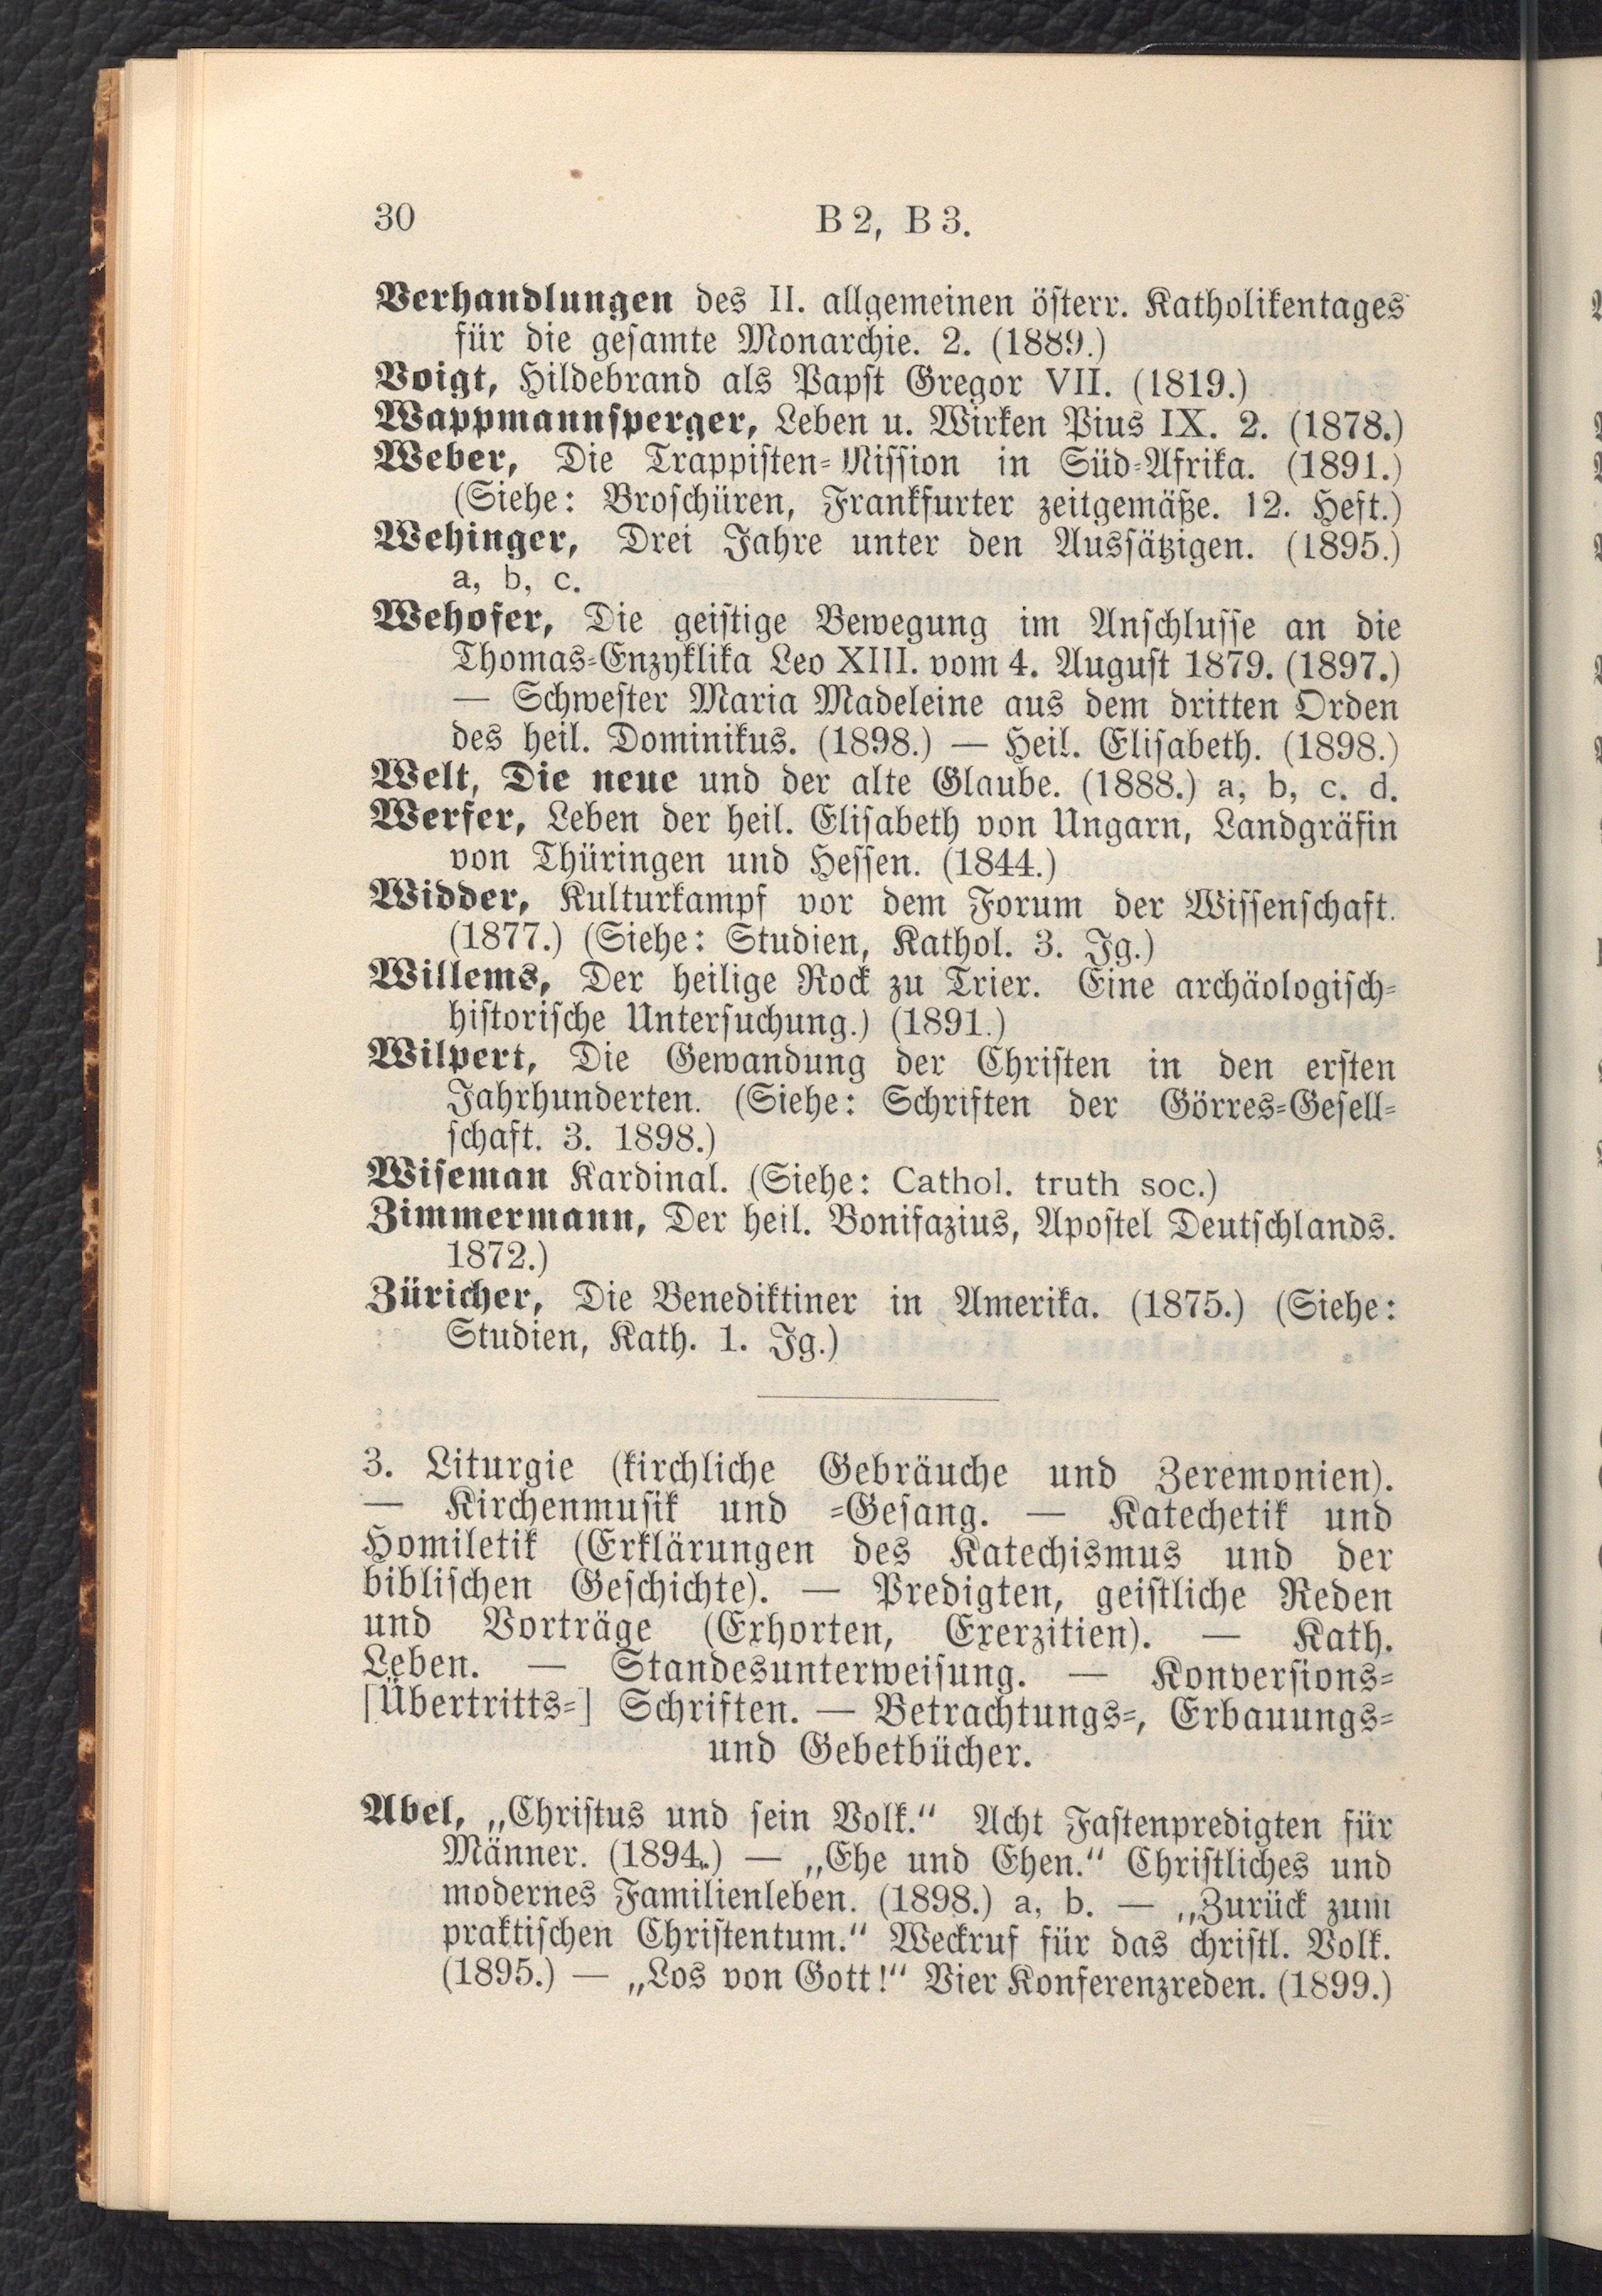 30
B 2, B 3.
Verhandlungen des II. allgemeinen österr. Katholikentages
für die gesamte Monarchie. 2. (1889.)
Voigt, Hildebrand als Papst Gregor VII. (1819.)
Wappmannsperger, Leben u. Wirken Pius IX. 2. (1878.)
Weber, Die Trappisten-Mission in Süd-Afrika. (1891.)
(Siehe: Broschüren, Frankfurter zeitgemäße. 12. Heft.)
Wehinger, Drei Jahre unter den Aussätzigen. (1895.)
a, b, c.
Wehofer, Die geistige Bewegung im Anschlusse an die
Thomas-Enzyklika Leo XIII. vom 4. August 1879. (1897.)
— Schwester Maria Madeleine aus dem dritten Orden
des heil. Dominikus. (1898.) — Heil. Elisabeth. (1898.)
Welt, Die neue und der alte Glaube. (1888.) a, b, c. d.
Werfer, Leben der heil. Elisabeth von Ungarn, Landgräfin
von Thüringen und Hessen. (1844.)
Widder, Kulturkampf vor dem Forum der Wissenschaft.
(1877.) (Siehe: Studien, Kathol. 3. Jg.)
Willems, Der heilige Rock zu Trier. Eine archäologisch-
historische Untersuchung.) (1891.)
Wilpert, Die Gewandung der Christen in den ersten
Jahrhunderten. (Siehe: Schriften der Görres-Gesell-
schaft. 3. 1898.)
Wiseman Kardinal. (Siehe: Cathol. truth soc.)
Zimmermann, Der heil. Bonifazius, Apostel Deutschlands.
1872.)
Züricher, Die Benediktiner in Amerika. (1875.) (Siehe:
Studien, Kath. 1. Jg.)
3. Liturgie (kirchliche Gebräuche und Zeremonien).
— Kirchenmusik und -Gesang. — Katechetik und
Homiletik (Erklärungen des Katechismus und der
biblischen Geschichte). — Predigten, geistliche Reden
und Vorträge (Exhorten, Exerzitien). — Kath.
Leben. — Standesunterweisung. — Konversions-
[Übertritts-] Schriften. — Betrachtungs-, Erbauungs-
und Gebetbücher.
Abel, „Christus und sein Volk.“ Acht Fastenpredigten für
Männer. (1894.) — „Ehe und Ehen.“ Christliches und
modernes Familienleben. (1898.) a, b. — „Zurück zum
praktischen Christentum.“ Weckruf für das christl. Volk.
(1895.) — „Los von Gott!“ Vier Konferenzreden. (1899.)